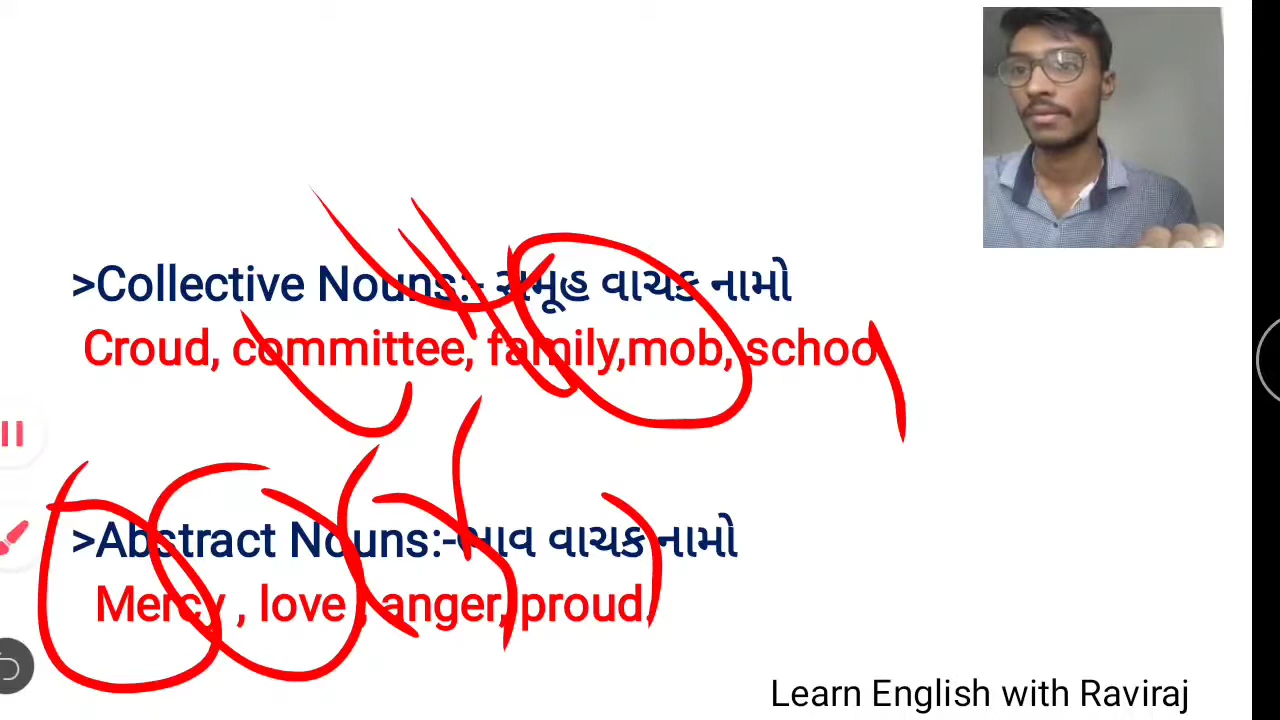 >Collective Nouns:- સમૂહ વાચક નામો
Croud, committee, family,mob, school
>Abstract Nouns:-ભાવ વાચક નામો
Mercy , love , anger, proud,
Learn English with Raviraj